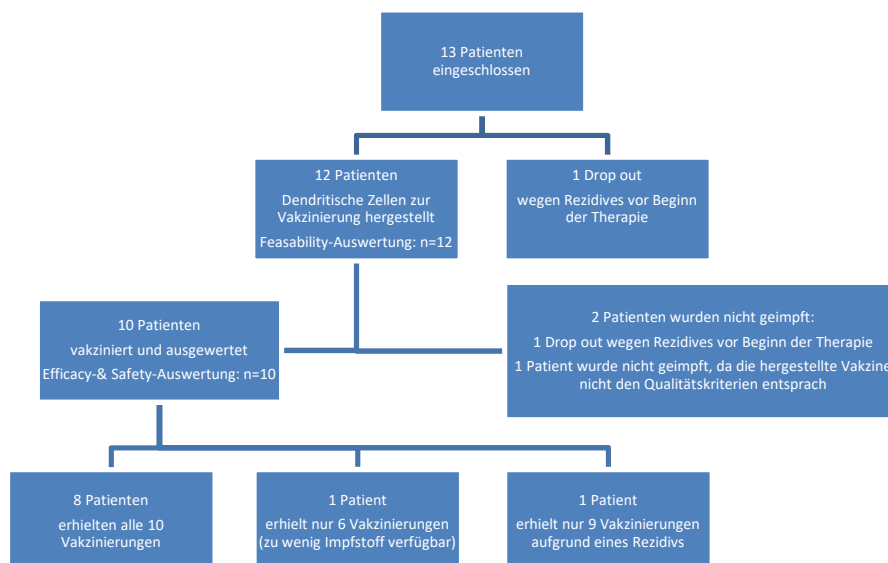 13 Patienten
eingeschlossen
12 Patienten
Dendritische Zellen zur
Vakzinierung hergestellt
Feasability-Auswertung: n=12
1 Drop out
wegen Rezidives vor Beginn
der Therapie
10 Patienten
vakziniert und ausgewertet
Efficacy-& Safety-Auswertung: n=10
2 Patienten wurden nicht geimpft:
1 Drop out wegen Rezidives vor Beginn der Therapie
1 Patient wurde nicht geimpft, da die hergestellte Vakzine
nicht den Qualitätskriterien entsprach
8 Patienten
erhielten alle 10
Vakzinierungen
1 Patient
erhielt nur 6 Vakzinierungen
(zu wenig Impfstoff verfügbar)
1 Patient
erhielt nur 9 Vakzinierungen
aufgrund eines Rezidivs